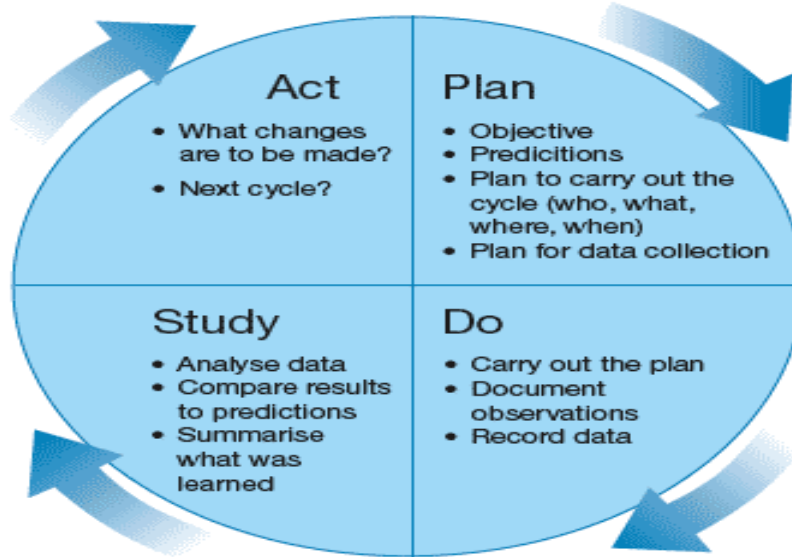 Act
• What changes
are to be made?
• Next cycle?
Plan
• Objective
• Predicitions
• Plan to carry out the
cycle (who, what,
where, when)
• Plan for data collection
Study
• Analyse data
• Compare results
to predictions
• Summarise
what was
learned
Do
• Carry out the plan
• Document
observations
• Record data